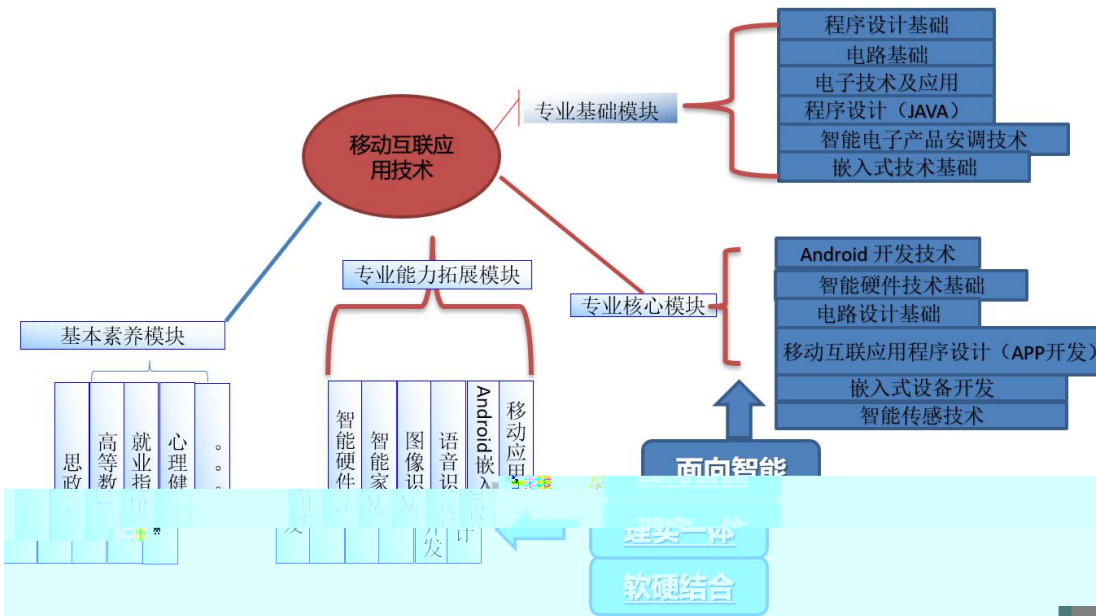 移动互联应
用技术
专业基础模块
程序设计基础
电路基础
电子技术及应用
程序设计（JAVA）
智能电子产品安调技术
嵌入式技术基础
专业核心模块
Android 开发技术
智能硬件技术基础
电路设计基础
移动互联应用程序设计（APP开发）
嵌入式设备开发
智能传感技术
专业能力拓展模块
智能硬件
智能家
图像识
语音识
Android嵌入
移动应用
基本素养模块
思政
高等数
就业指
心理健
。。。
面向智能
理实一体
软硬结合